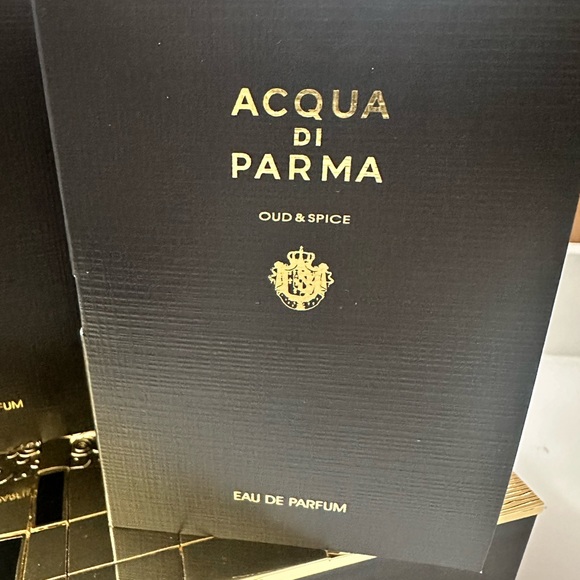 ACQUA
DI
PARMA
OUD & SPICE
EAU DE PARFUM